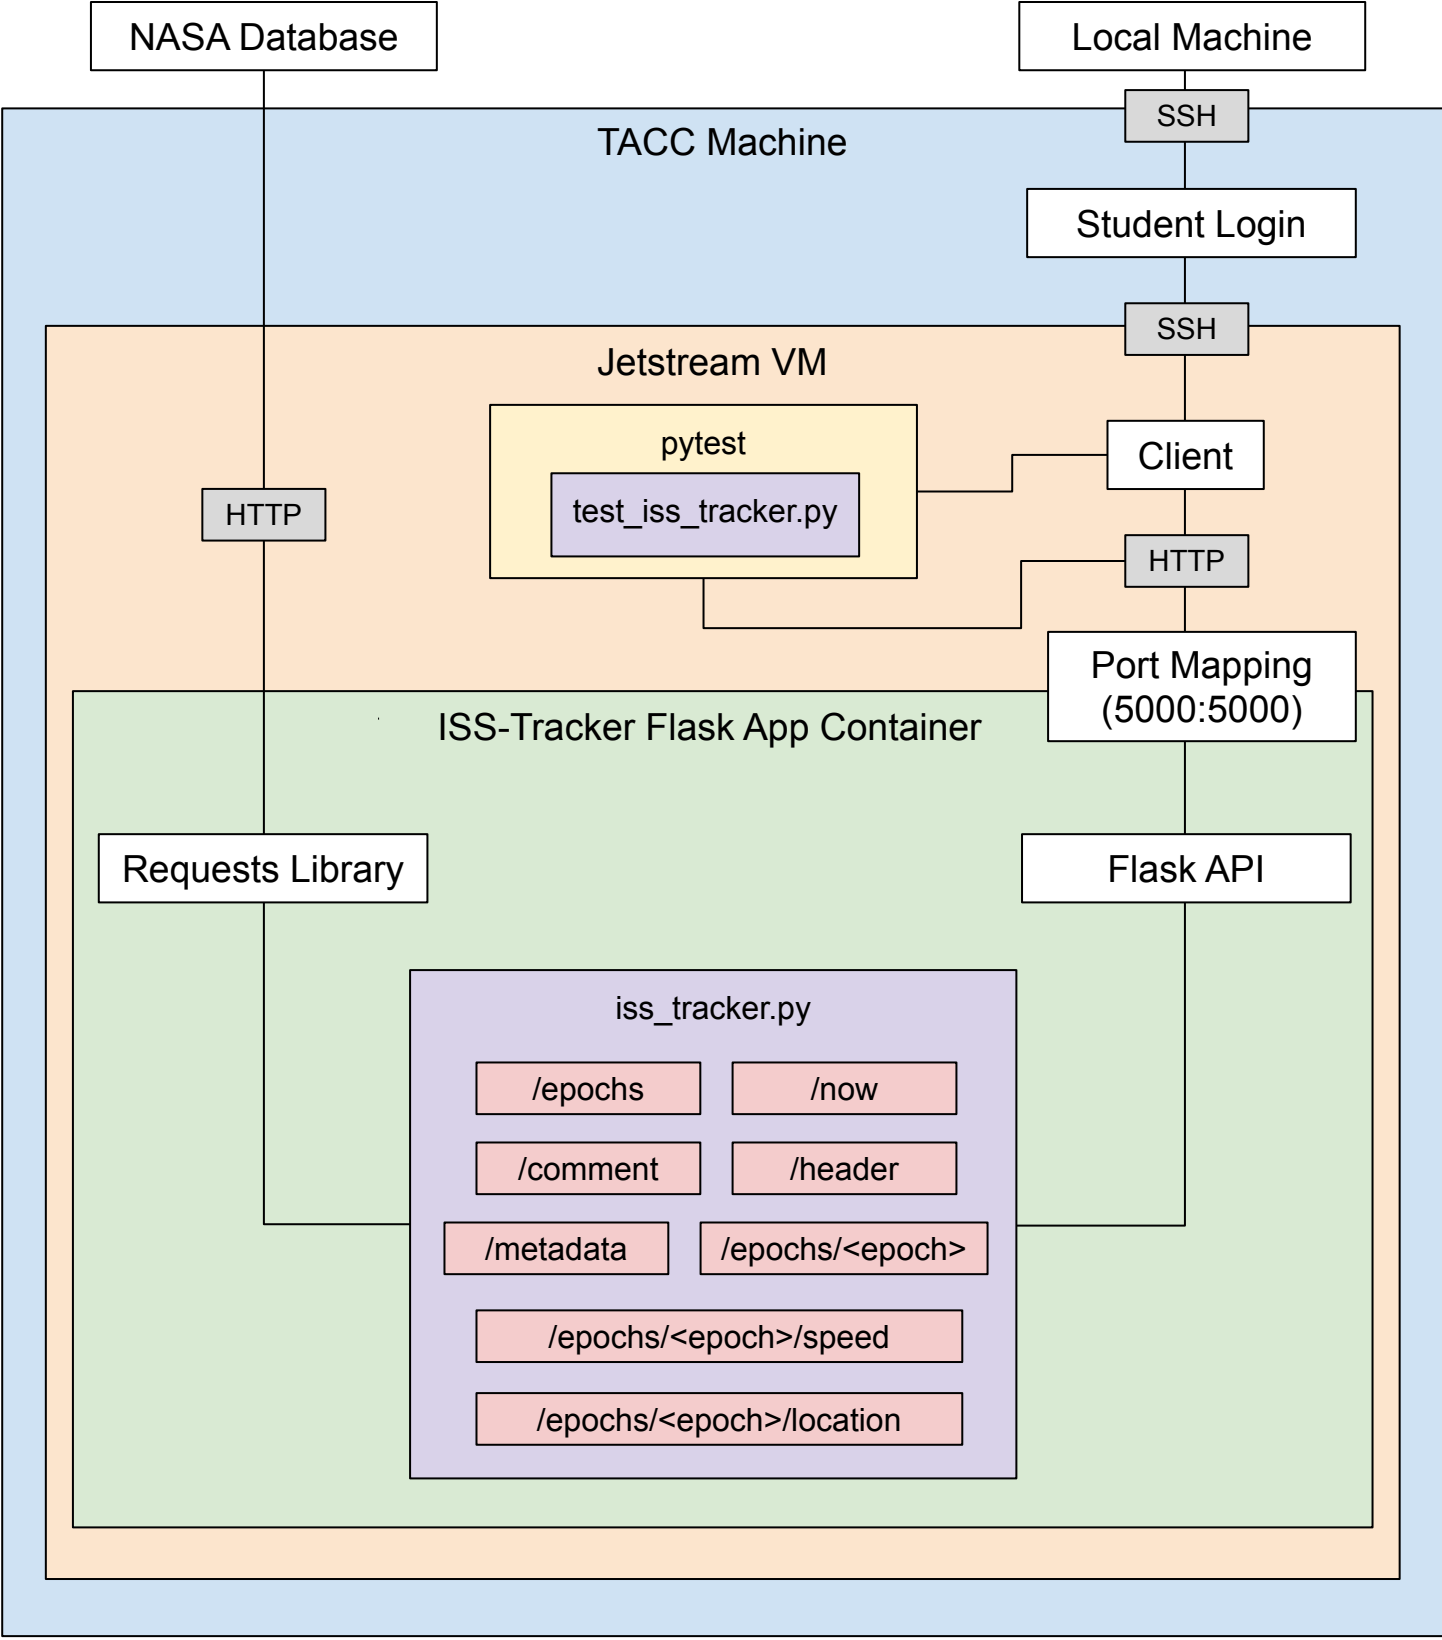 NASA Database
Local Machine
SSH
TACC Machine
Student Login
SSH
Jetstream VM
pytest
Client
test_iss_tracker.py
HTTP
HTTP
Port Mapping
(5000:5000)
ISS-Tracker Flask App Container
Requests Library
Flask API
iss_tracker.py
/epochs
/now
/comment
/header
/metadata
/epochs/<epoch>
/epochs/<epoch>/speed
/epochs/<epoch>/location